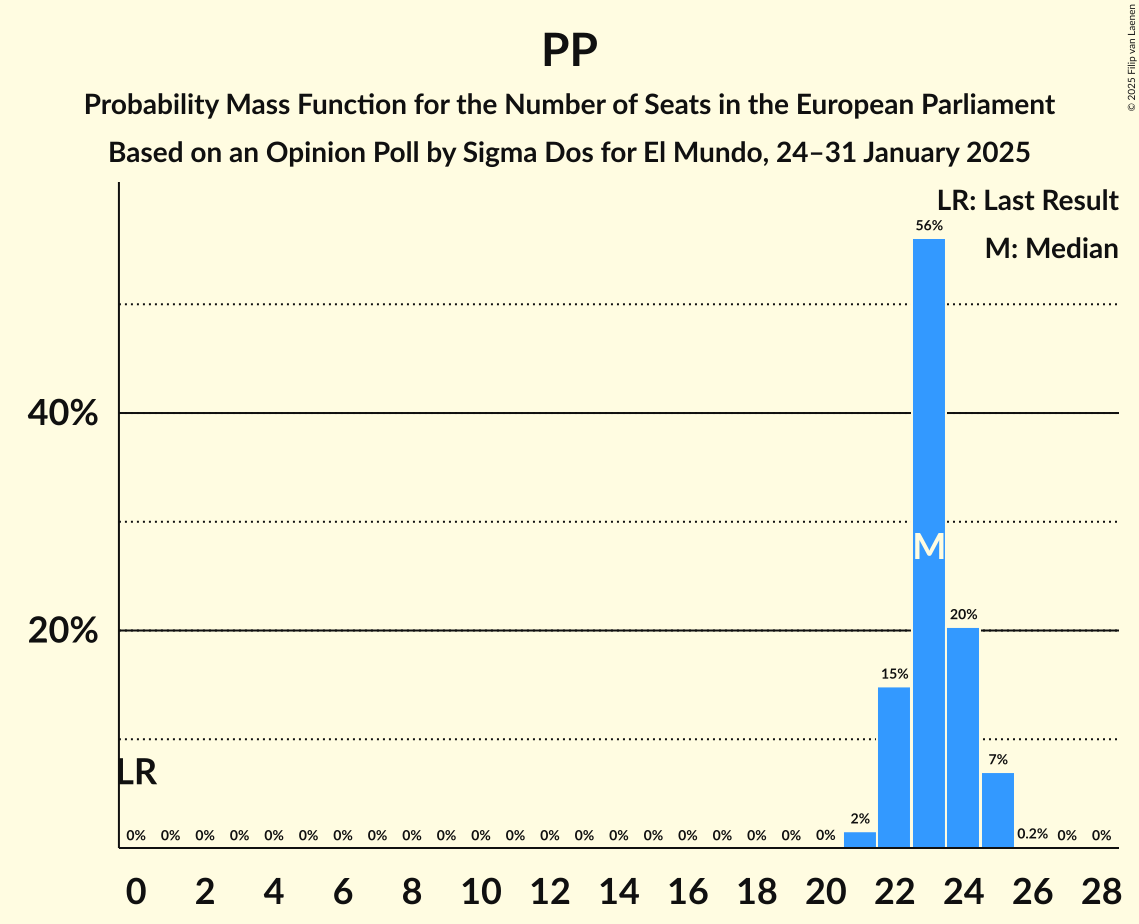 PP
Probability Mass Function for the Number of Seats in the European Parliament
Based on an Opinion Poll by Sigma Dos for El Mundo, 24–31 January 2025
© 2025 Filip van Laenen
LR: Last Result
M: Median
56%
40%
M
20%
20%
15%
7%
LR
2%
0% 0% 0% 0% 0% 0% 0% 0% 0% 0% 0% 0% 0% 0% 0% 0% 0% 0% 0% 0% 0% 0.2% 0% 0%
0 2 4 6 8 10 12 14 16 18 20 22 24 26 28